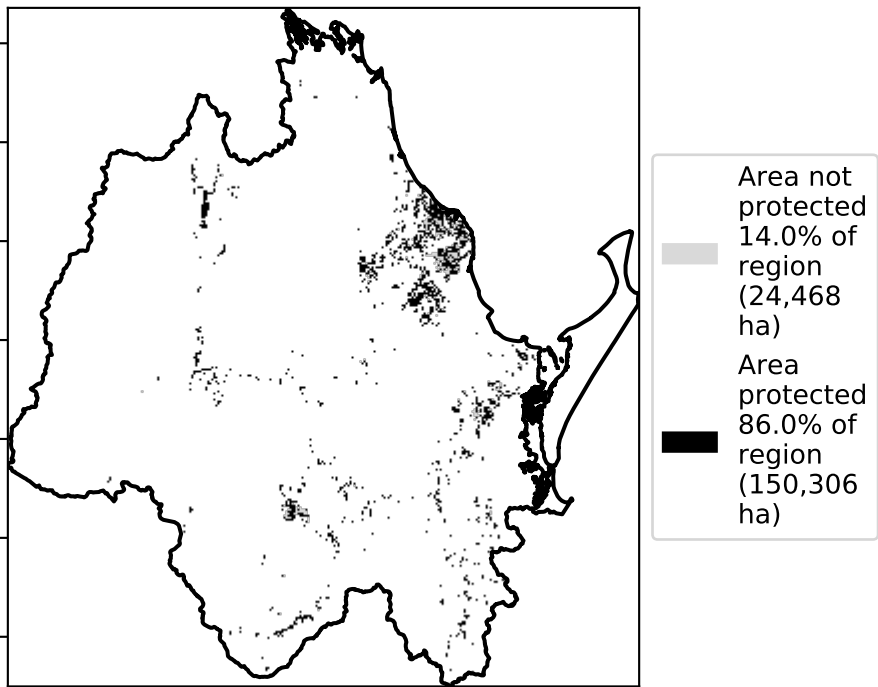 Area not
protected
14.0% of
region
(24,468
ha)
Area
protected
86.0% of
region
(150,306
ha)